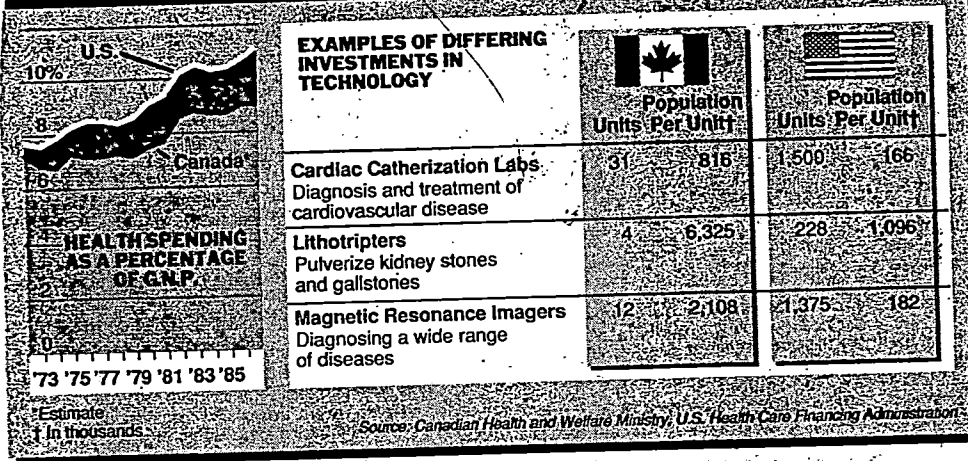 U.S.
10%
8
Canada*
6
HEALTH SPENDING
AS A PERCENTAGE
OF G.N.P.
2
0
'73 '75 '77 '79 '81 '83 '85
*Estimate
† In thousands
EXAMPLES OF DIFFERING
INVESTMENTS IN
TECHNOLOGY
Population
Units Per Unit†
Population
Units Per Unit†
Cardiac Catherization Labs 31 816 1,500 166
Diagnosis and treatment of
cardiovascular disease
Lithotripters 4 6,325 228 1,096
Pulverize kidney stones
and gallstones
Magnetic Resonance Imagers 12 2,108 1,375 182
Diagnosing a wide range
of diseases
Source: Canadian Health and Welfare Ministry; U.S. Health Care Financing Administration